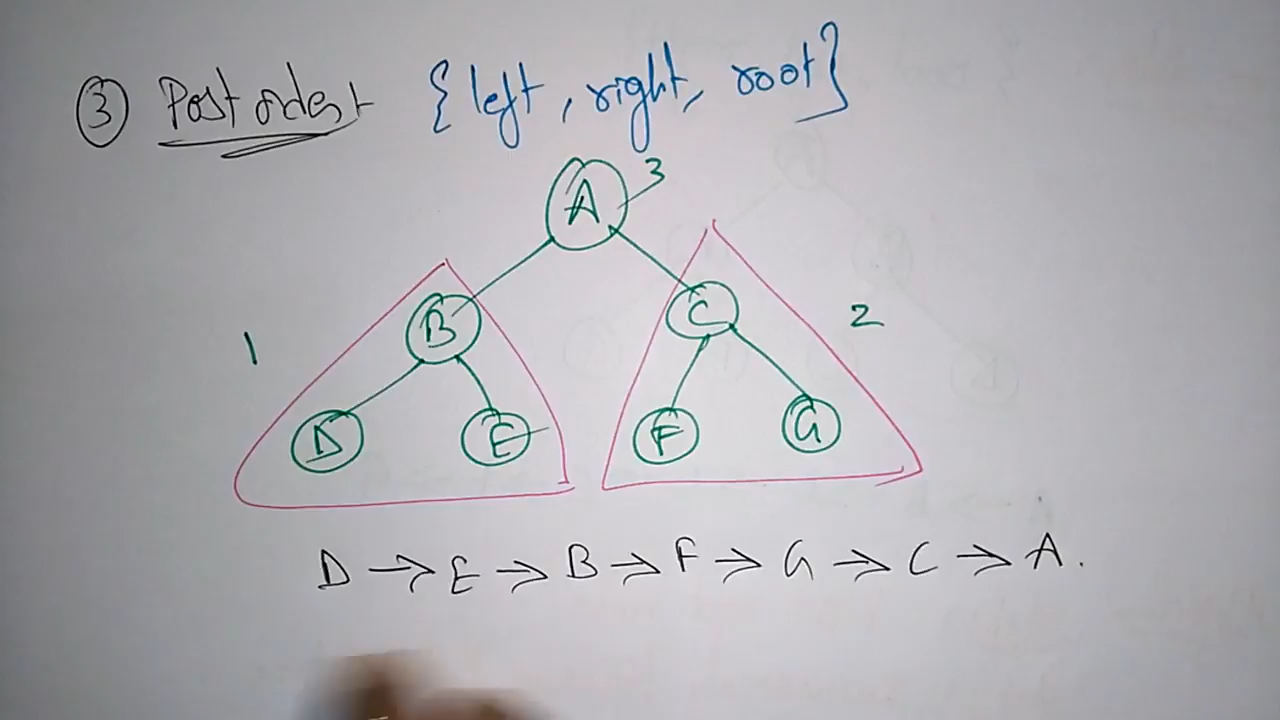 ③ Post order {left, right, root}
A 3
B C
1 2
D E F G
D → E → B → F → G → C → A.